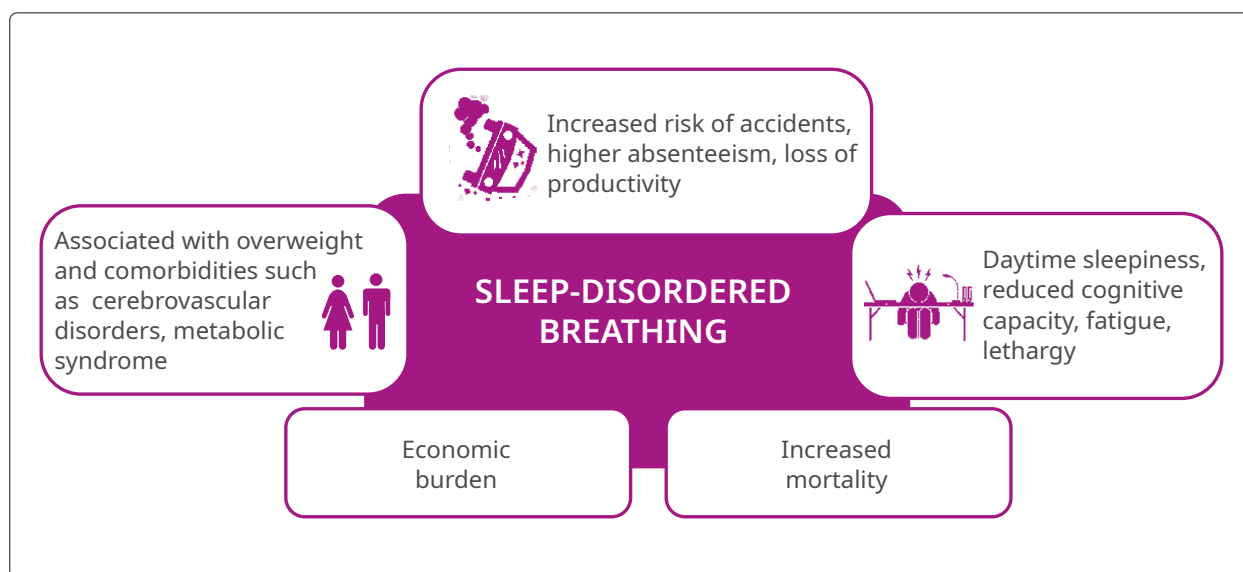 Increased risk of accidents,
higher absenteeism, loss of
productivity
Associated with overweight
and comorbidities such
as  cerebrovascular
disorders, metabolic
syndrome
SLEEP-DISORDERED
BREATHING
Daytime sleepiness,
reduced cognitive
capacity, fatigue,
lethargy
Economic
burden
Increased
mortality